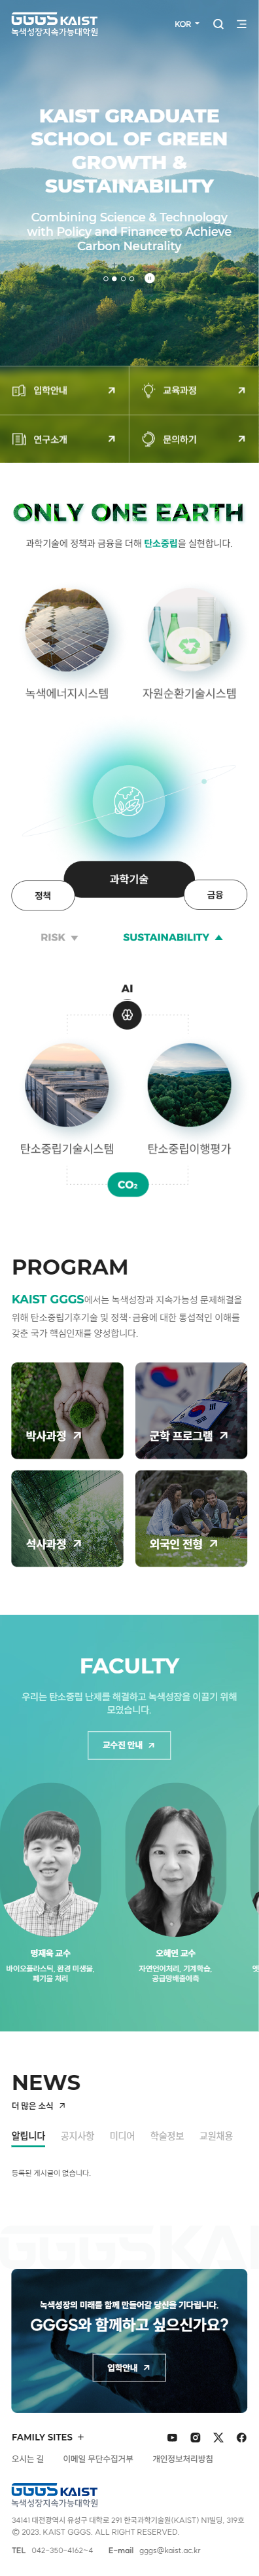 GGGS KAIST
녹색성장지속가능대학원
KOR
KAIST GRADUATE
SCHOOL OF GREEN
GROWTH &
SUSTAINABILITY
Combining Science & Technology
with Policy and Finance to Achieve
Carbon Neutrality
입학안내
교육과정
연구소개
문의하기
ONLY ONE EARTH
과학기술에 정책과 금융을 더해 탄소중립을 실현합니다.
녹색에너지시스템
자원순환기술시스템
과학기술
정책
금융
RISK
SUSTAINABILITY
AI
탄소중립기술시스템
탄소중립이행평가
CO₂
PROGRAM
KAIST GGGS에서는 녹색성장과 지속가능성 문제해결을
위해 탄소중립기후기술 및 정책·금융에 대한 통섭적인 이해를
갖춘 국가 핵심인재를 양성합니다.
박사과정
군학 프로그램
석사과정
외국인 전형
FACULTY
우리는 탄소중립 난제를 해결하고 녹색성장을 이끌기 위해
모였습니다.
교수진 안내
명재욱 교수
바이오플라스틱, 환경 미생물,
폐기물 처리
오혜연 교수
자연언어처리, 기계학습,
공급망배출예측
NEWS
더 많은 소식
알립니다
공지사항
미디어
학술정보
교원채용
등록된 게시글이 없습니다.
GGGS KAI
녹색성장의 미래를 함께 만들어갈 당신을 기다립니다.
GGGS와 함께하고 싶으신가요?
입학안내
FAMILY SITES +
오시는 길
이메일 무단수집거부
개인정보처리방침
GGGS KAIST
녹색성장지속가능대학원
34141 대전광역시 유성구 대학로 291 한국과학기술원(KAIST) N1빌딩, 319호
© 2023. KAIST GGGS. ALL RIGHT RESERVED.
TEL 042-350-4162~4 E-mail gggs@kaist.ac.kr